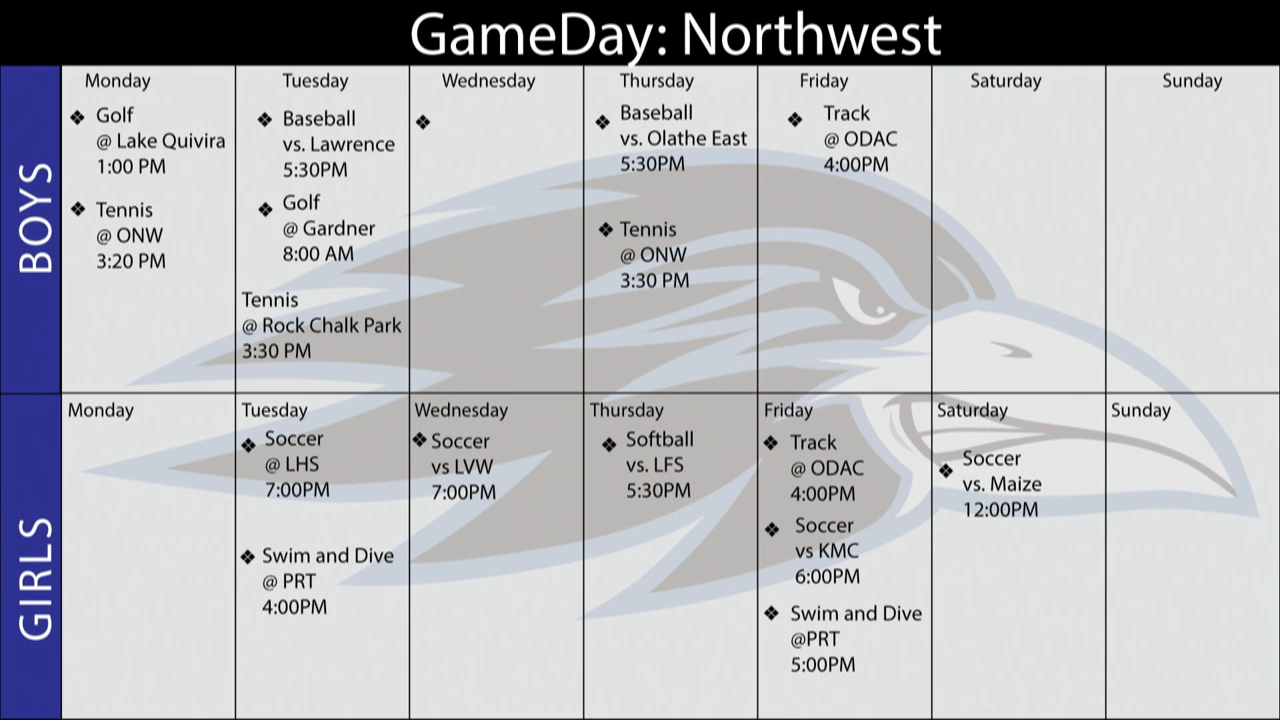 GameDay: Northwest
BOYS
Monday
Golf
@ Lake Quivira
1:00 PM
Tennis
@ ONW
3:20 PM
Tuesday
Baseball
vs. Lawrence
5:30PM
Golf
@ Gardner
8:00 AM
Tennis
@ Rock Chalk Park
3:30 PM
Wednesday
Thursday
Baseball
vs. Olathe East
5:30PM
Tennis
@ ONW
3:30 PM
Friday
Track
@ ODAC
4:00PM
Saturday
Sunday
GIRLS
Monday
Tuesday
Soccer
@ LHS
7:00PM
Swim and Dive
@ PRT
4:00PM
Wednesday
Soccer
vs LVW
7:00PM
Thursday
Softball
vs. LFS
5:30PM
Friday
Track
@ ODAC
4:00PM
Soccer
vs KMC
6:00PM
Swim and Dive
@PRT
5:00PM
Saturday
Soccer
vs. Maize
12:00PM
Sunday